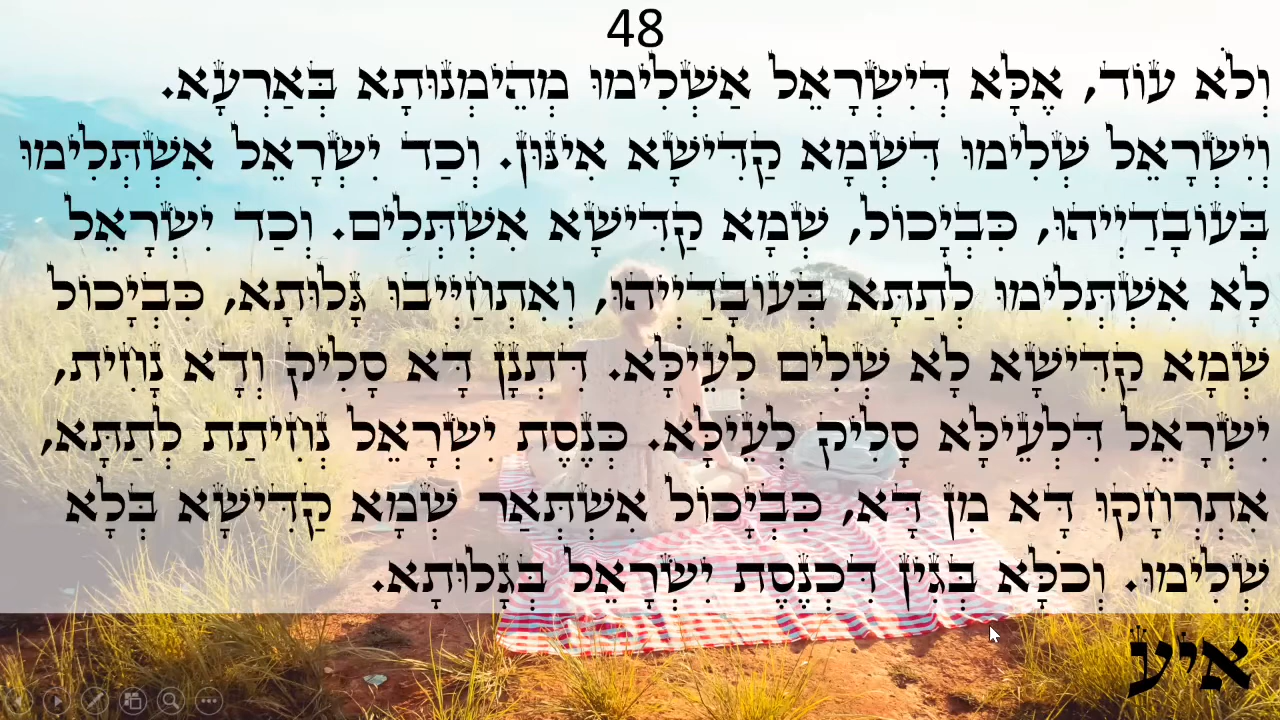 48
וְלֹא עוֹד, אֶלָּא דְּיִשְׂרָאֵל אַשְׁלִימוּ מְהֵימְנוּתָא בְּאַרְעָא.
וְיִשְׂרָאֵל שְׁלִימוּ דִּשְׁמָא קַדִּישָׁא אִינּוּן. וְכַד יִשְׂרָאֵל אִשְׁתְּלִימוּ
בְּעוֹבָדַיְיהוּ, כִּבְיָכוֹל, שְׁמָא קַדִּישָׁא אִשְׁתְּלִים. וְכַד יִשְׂרָאֵל
לָא אִשְׁתְּלִימוּ לְתַתָּא בְּעוֹבָדַיְיהוּ, וְאִתְחַיְּיבוּ גָּלוּתָא, כִּבְיָכוֹל
שְׁמָא קַדִּישָׁא לָא שְׁלִים לְעֵילָּא. דִּתְנָן דָּא סָלִיק וְדָא נָחִית,
יִשְׂרָאֵל דִּלְעֵילָּא סָלִיק לְעֵילָּא. כְּנֶסֶת יִשְׂרָאֵל נְחִיתַת לְתַתָּא,
אִתְרְחָקוּ דָּא מִן דָּא, כִּבְיָכוֹל אִשְׁתְּאַר שְׁמָא קַדִּישָׁא בְּלָא
שְׁלִימוּ. וְכֹלָּא בְּגִין דִּכְנֶסֶת יִשְׂרָאֵל בְּגָלוּתָא.
איע